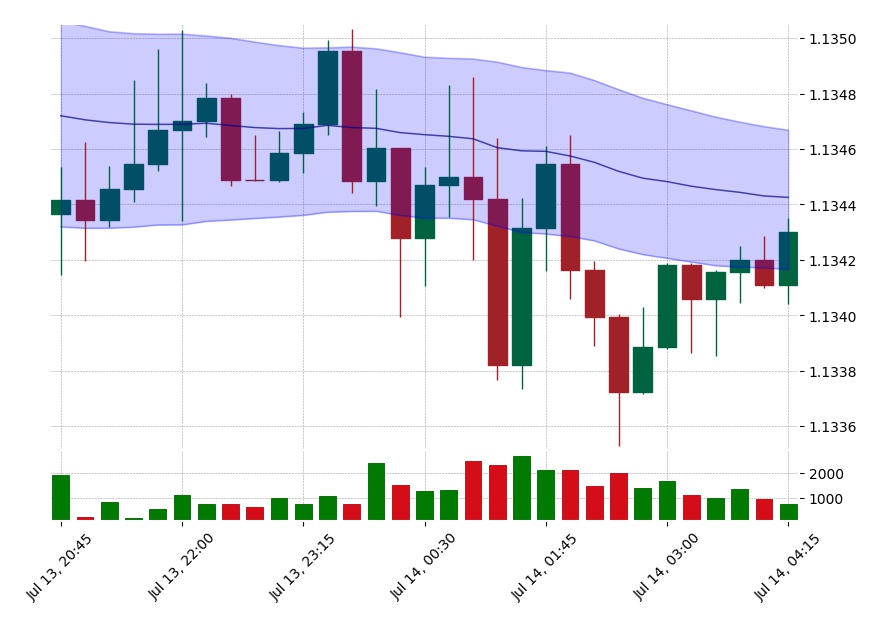 1.1350
1.1348
1.1346
1.1344
1.1342
1.1340
1.1338
1.1336
2000
1000
Jul 13, 20:45
Jul 13, 22:00
Jul 13, 23:15
Jul 14, 00:30
Jul 14, 01:45
Jul 14, 03:00
Jul 14, 04:15